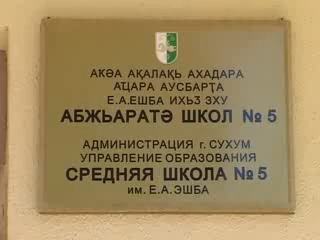 АҞӘА АҚАЛАҚЬ АХАДАРА
АҴАРА АУСБАРҬА
Е.А.ЕШБА ИХЬӠ ЗХУ
АБЖЬАРАТӘ ШКОЛ № 5
АДМИНИСТРАЦИЯ г. СУХУМ
УПРАВЛЕНИЕ ОБРАЗОВАНИЯ
СРЕДНЯЯ ШКОЛА № 5
им. Е.А.ЭШБА